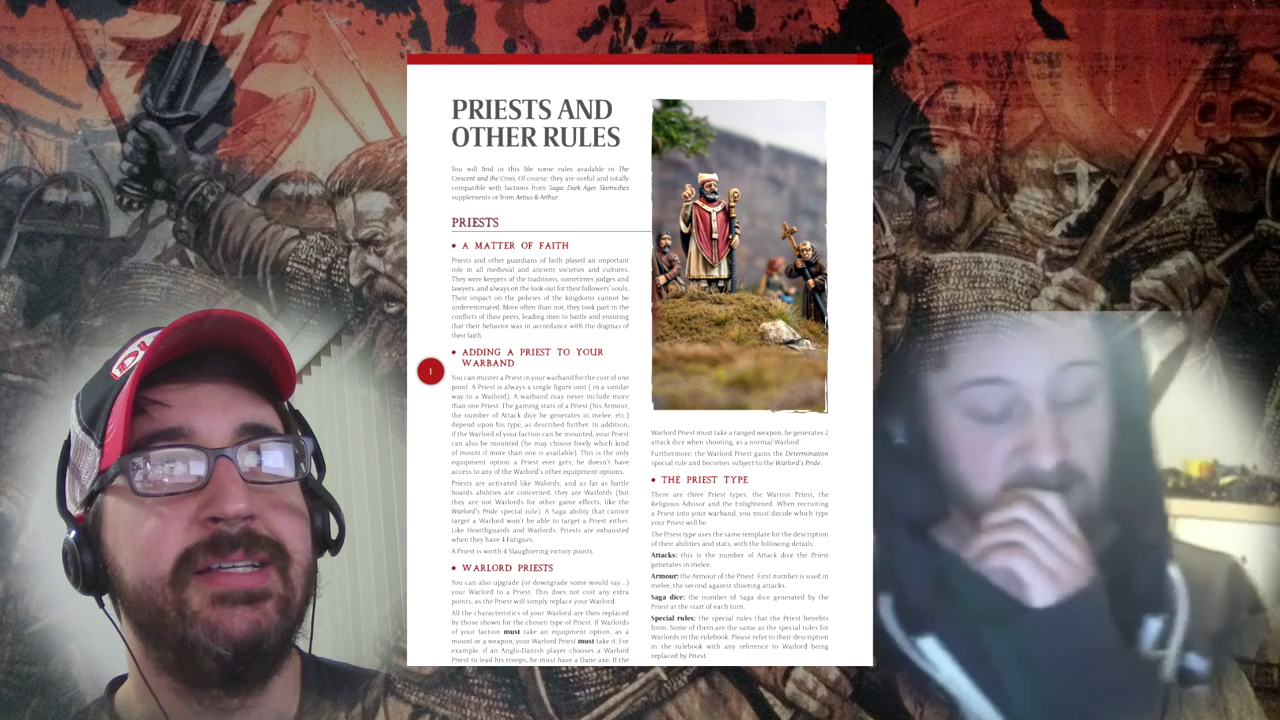 PRIESTS AND
OTHER RULES
You will find in this file some rules available in The
Crescent and the Cross. Of course, they are useful and totally
compatible with factions from Saga: Dark Ages Skirmishes
supplements or from Aetius & Arthur.
PRIESTS
• A MATTER OF FAITH
Priests and other guardians of faith played an important
role in all medieval and ancient societies and cultures.
They were keepers of the traditions, sometimes judges and
lawyers, and always on the look-out for their followers' souls.
Their impact on the policies of the kingdoms cannot be
underestimated. More often than not, they took part in the
conflicts of their peers, leading men to battle and ensuring
that their behavior was in accordance with the dogmas of
their faith.
• ADDING A PRIEST TO YOUR
WARBAND
1
You can muster a Priest in your warband for the cost of one
point. A Priest is always a single figure unit ( in a similar
way to a Warlord). A warband may never include more
than one Priest. The gaming stats of a Priest (his Armour,
the number of Attack dice he generates in melee, etc.)
depend upon his type, as described further. In addition,
if the Warlord of your faction can be mounted, your Priest
can also be mounted (he may choose freely which kind
of mount if more than one is available). This is the only
equipment option a Priest ever gets; he doesn't have
access to any of the Warlord's other equipment options.
Priests are activated like Walords, and as far as battle
boards abilities are concerned, they are Warlords (but
they are not Warlords for other game effects, like the
Warlord's Pride special rule). A Saga ability that cannot
target a Warlord won't be able to target a Priest either.
Like Hearthguards and Warlords, Priests are exhausted
when they have 4 Fatigues.
A Priest is worth 4 Slaughtering victory points.
• WARLORD PRIESTS
You can also upgrade (or downgrade some would say...)
your Warlord to a Priest. This does not cost any extra
points, as the Priest will simply replace your Warlord.
All the characteristics of your Warlord are then replaced
by those shown for the chosen type of Priest. If Warlords
of your faction must take an equipment option, as a
mount or a weapon, your Warlord Priest must take it. For
example, if an Anglo-Danish player chooses a Warlord
Priest to lead his troops, he must have a Dane axe. If the
Warlord Priest must take a ranged weapon, he generates 2
attack dice when shooting, as a normal Warlord.
Furthermore, the Warlord Priest gains the Determination
special rule and becomes subject to the Warlord's Pride.
• THE PRIEST TYPE
There are three Priest types: the Warrior Priest, the
Religious Advisor and the Enlightened. When recruiting
a Priest into your warband, you must decide which type
your Priest will be.
The Priest type uses the same template for the description
of their abilities and stats, with the following details:
Attacks: this is the number of Attack dice the Priest
generates in melee.
Armour: the Armour of the Priest. First number is used in
melee, the second against shooting attacks.
Saga dice: the number of Saga dice generated by the
Priest at the start of each turn.
Special rules: the special rules that the Priest benefits
from. Some of them are the same as the special rules for
Warlords in the rulebook. Please refer to their description
in the rulebook with any reference to Warlord being
replaced by Priest.